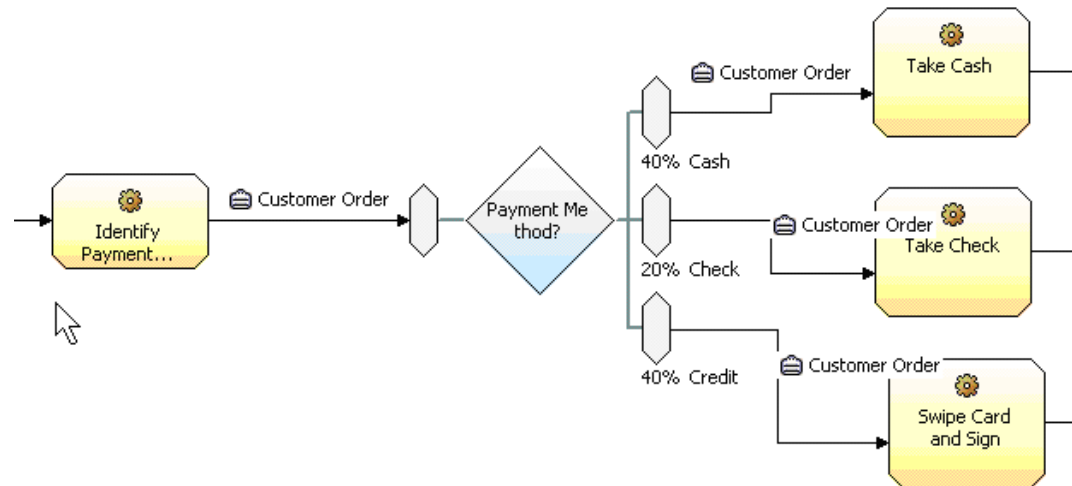 Customer Order
Take Cash
40% Cash
Customer Order
Identify
Payment...
Payment Me
thod?
Customer Order
Take Check
20% Check
Customer Order
40% Credit
Swipe Card
and Sign